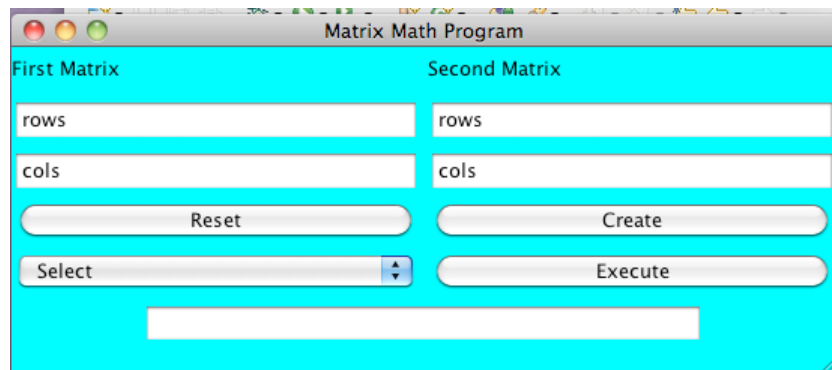 Matrix Math Program
First Matrix Second Matrix
rows rows
cols cols
Reset Create
Select Execute